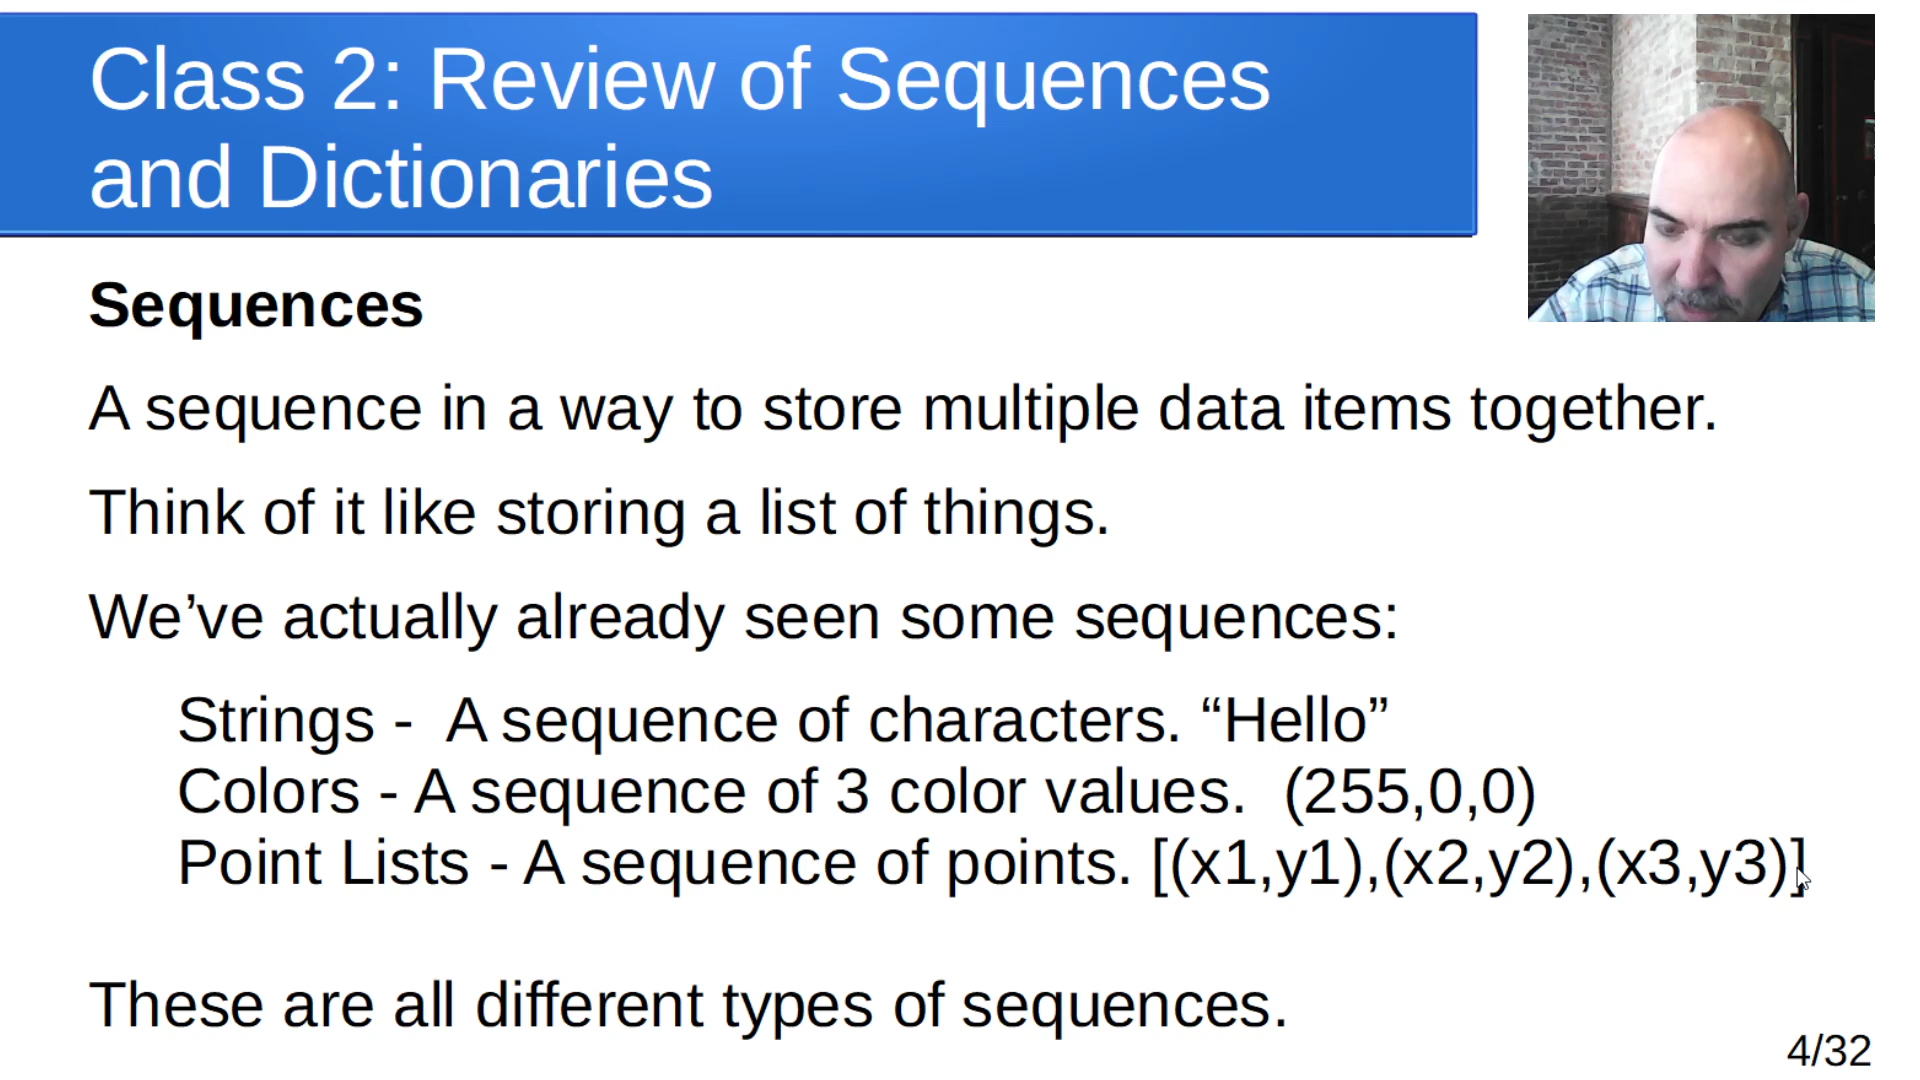 Class 2: Review of Sequences
and Dictionaries
Sequences
A sequence in a way to store multiple data items together.
Think of it like storing a list of things.
We’ve actually already seen some sequences:
Strings -  A sequence of characters. “Hello”
Colors - A sequence of 3 color values.  (255,0,0)
Point Lists - A sequence of points. [(x1,y1),(x2,y2),(x3,y3)]
These are all different types of sequences.
4/32